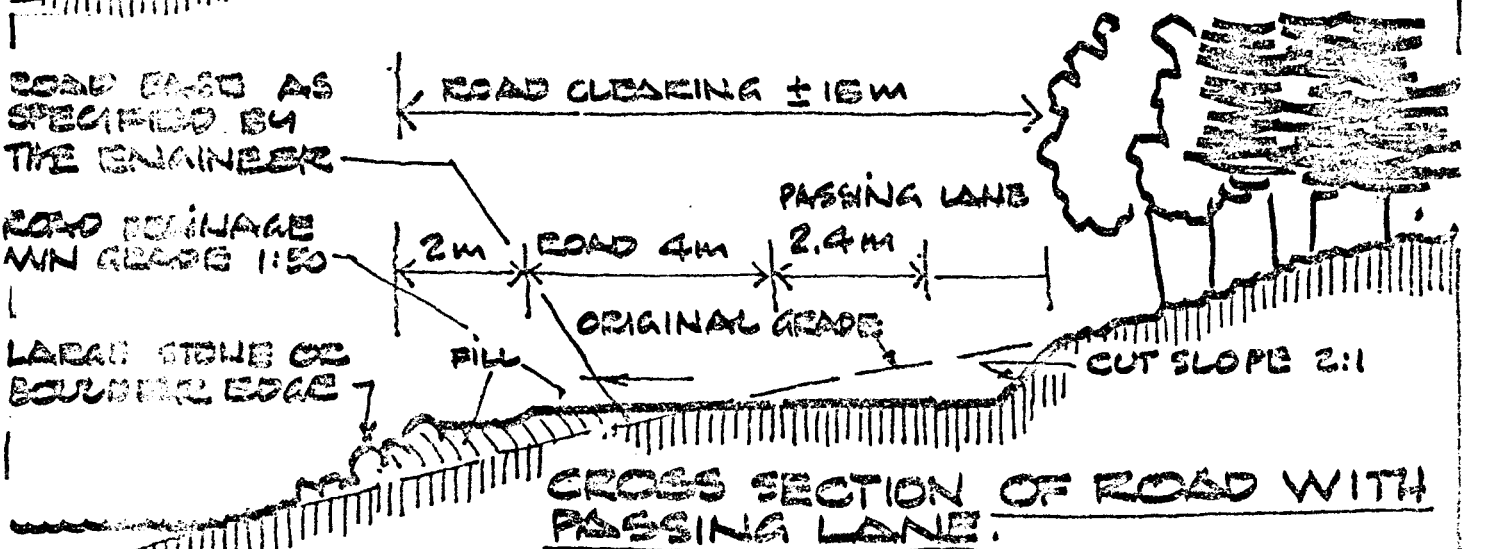 ROAD BASE AS
SPECIFIED BY
THE ENGINEER
ROAD CLEARING ±15m
PASSING LANE
2.4m
2m
ROAD 4m
ROAD DRAINAGE
MIN GRADE 1:50
ORIGINAL GRADE
LARGE STONE OR
BOULDER EDGE
FILL
CUT SLOPE 2:1
CROSS SECTION OF ROAD WITH
PASSING LANE.